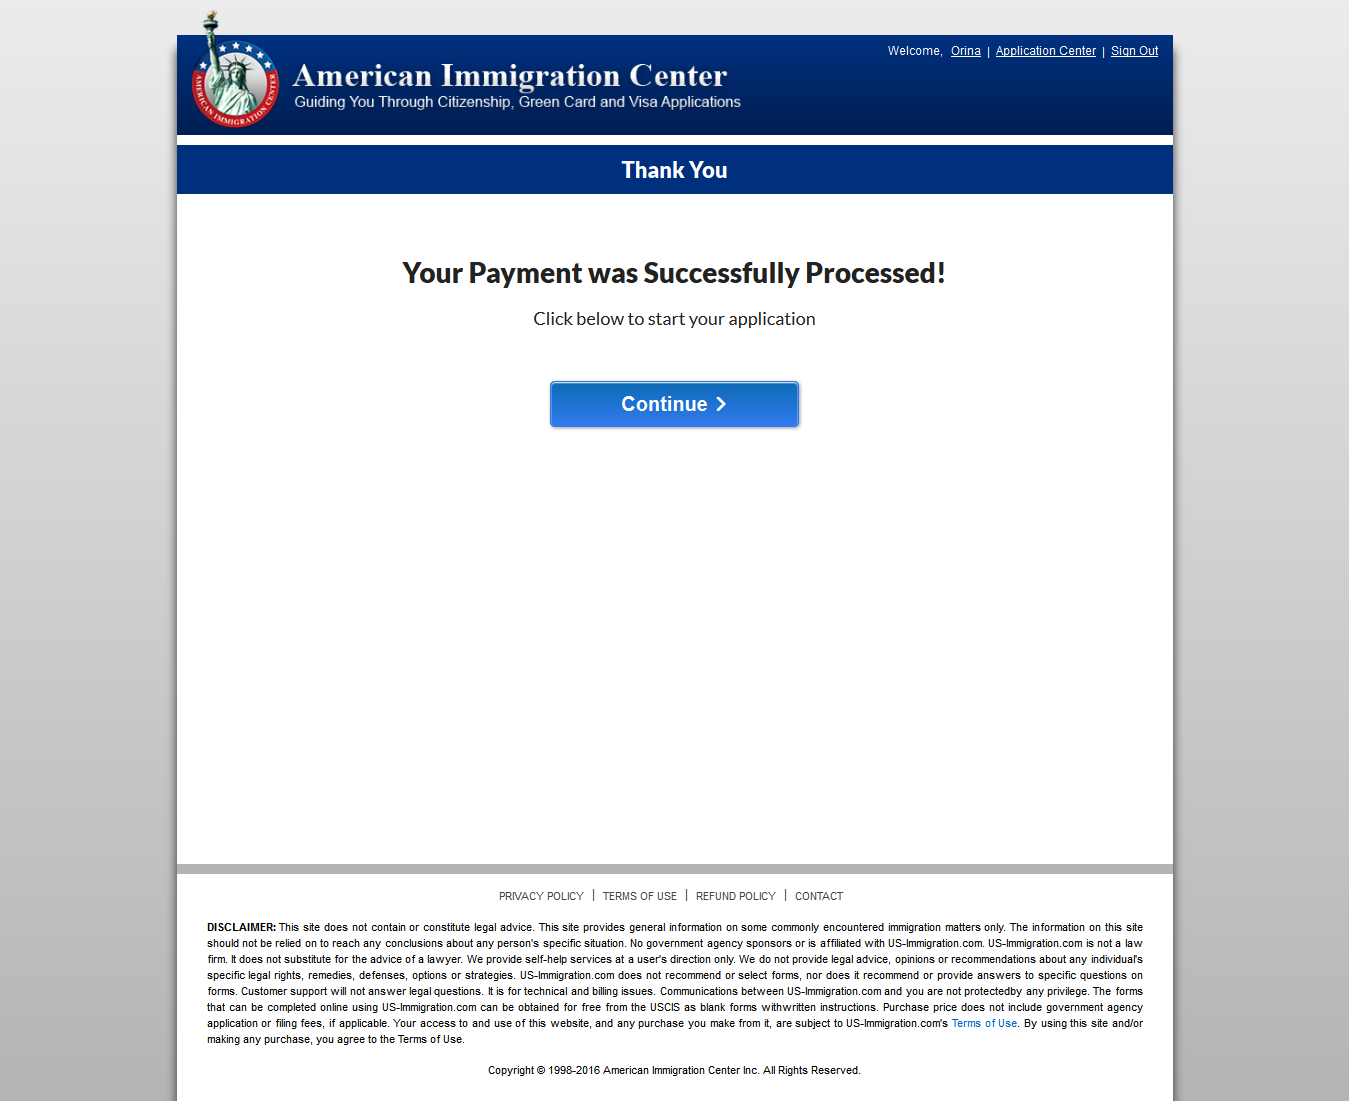 Welcome, Orina | Application Center | Sign Out
AMERICAN IMMIGRATION CENTER
American Immigration Center
Guiding You Through Citizenship, Green Card and Visa Applications
Thank You
Your Payment was Successfully Processed!
Click below to start your application
Continue
PRIVACY POLICY | TERMS OF USE | REFUND POLICY | CONTACT
DISCLAIMER: This site does not contain or constitute legal advice. This site provides general information on some commonly encountered immigration matters only. The information on this site
should not be relied on to reach any conclusions about any person's specific situation. No government agency sponsors or is affiliated with US-Immigration.com. US-Immigration.com is not a law
firm. It does not substitute for the advice of a lawyer. We provide self-help services at a user's direction only. We do not provide legal advice, opinions or recommendations about any individual's
specific legal rights, remedies, defenses, options or strategies. US-Immigration.com does not recommend or select forms, nor does it recommend or provide answers to specific questions on
forms. Customer support will not answer legal questions. It is for technical and billing issues. Communications between US-Immigration.com and you are not protectedby any privilege. The forms
that can be completed online using US-Immigration.com can be obtained for free from the USCIS as blank forms withwritten instructions. Purchase price does not include government agency
application or filing fees, if applicable. Your access to and use of this website, and any purchase you make from it, are subject to US-Immigration.com's Terms of Use. By using this site and/or
making any purchase, you agree to the Terms of Use.
Copyright © 1998-2016 American Immigration Center Inc. All Rights Reserved.